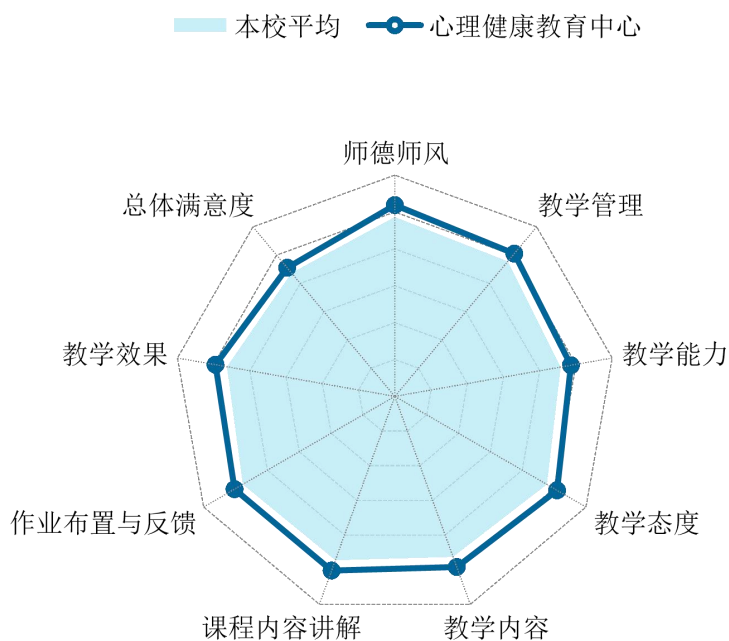 本校平均 心理健康教育中心
师德师风
总体满意度 教学管理
教学效果 教学能力
作业布置与反馈 教学态度
课程内容讲解 教学内容